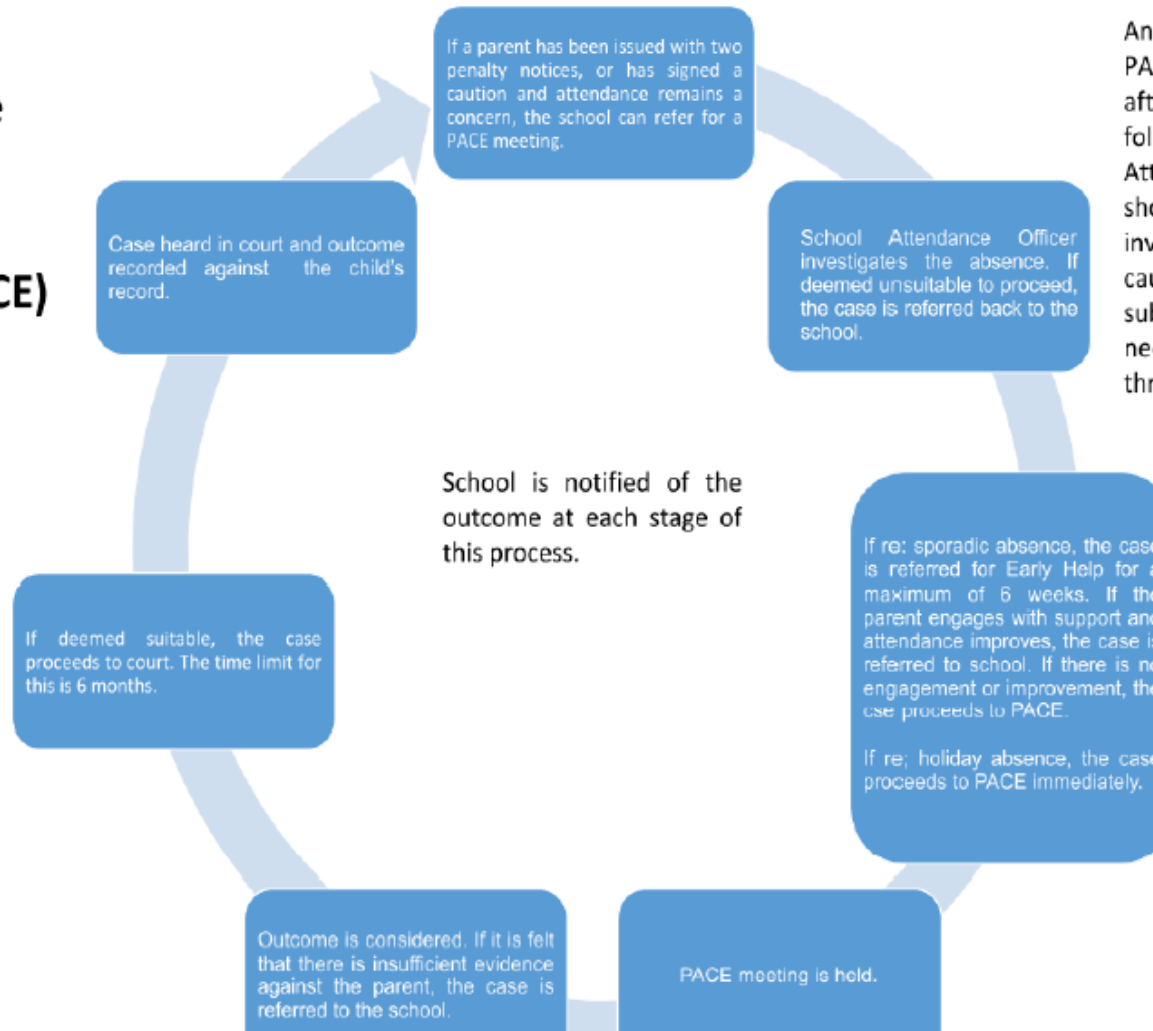 If a parent has been issued with two
penalty notices, or has signed a
caution and attendance remains a
concern, the school can refer for a
PACE meeting.
School Attendance Officer
investigates the absence. If
deemed unsuitable to proceed,
the case is referred back to the
school.
If re: sporadic absence, the case
is referred for Early Help for a
maximum of 6 weeks. If the
parent engages with support and
attendance improves, the case is
referred to school. If there is no
engagement or improvement, the
cse proceeds to PACE.
If re; holiday absence, the case
proceeds to PACE immediately.
PACE meeting is held.
Outcome is considered. If it is felt
that there is insufficient evidence
against the parent, the case is
referred to the school.
If deemed suitable, the case
proceeds to court. The time limit for
this is 6 months.
Case heard in court and outcome
recorded against the child's
record.
School is notified of the
outcome at each stage of
this process.
CE)
An
PA
aft
fol
Att
sho
inv
cau
sub
ne
thr